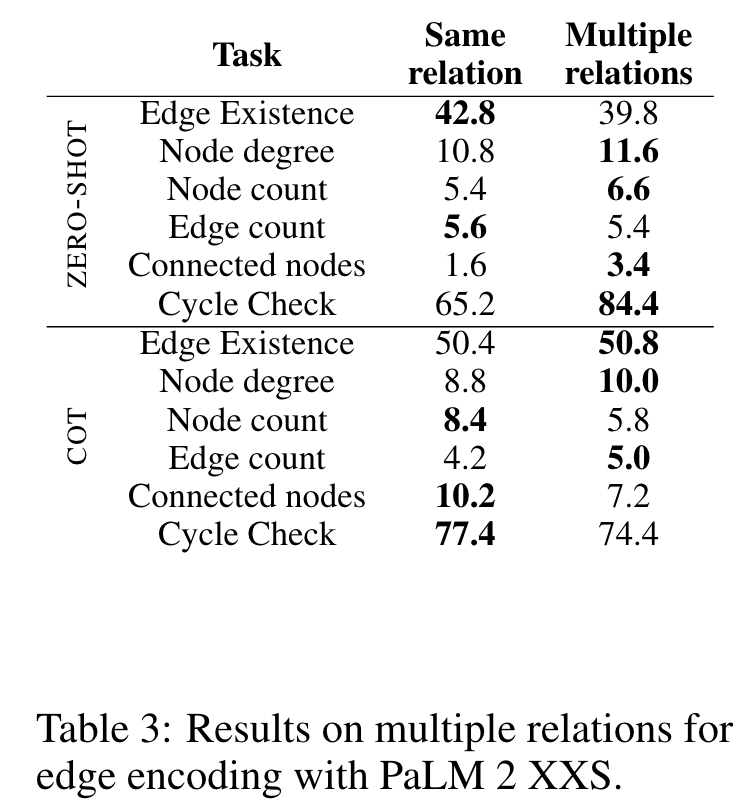 Task Same relation Multiple relations
ZERO-SHOT
Edge Existence 42.8 39.8
Node degree 10.8 11.6
Node count 5.4 6.6
Edge count 5.6 5.4
Connected nodes 1.6 3.4
Cycle Check 65.2 84.4
COT
Edge Existence 50.4 50.8
Node degree 8.8 10.0
Node count 8.4 5.8
Edge count 4.2 5.0
Connected nodes 10.2 7.2
Cycle Check 77.4 74.4
Table 3: Results on multiple relations for
edge encoding with PaLM 2 XXS.